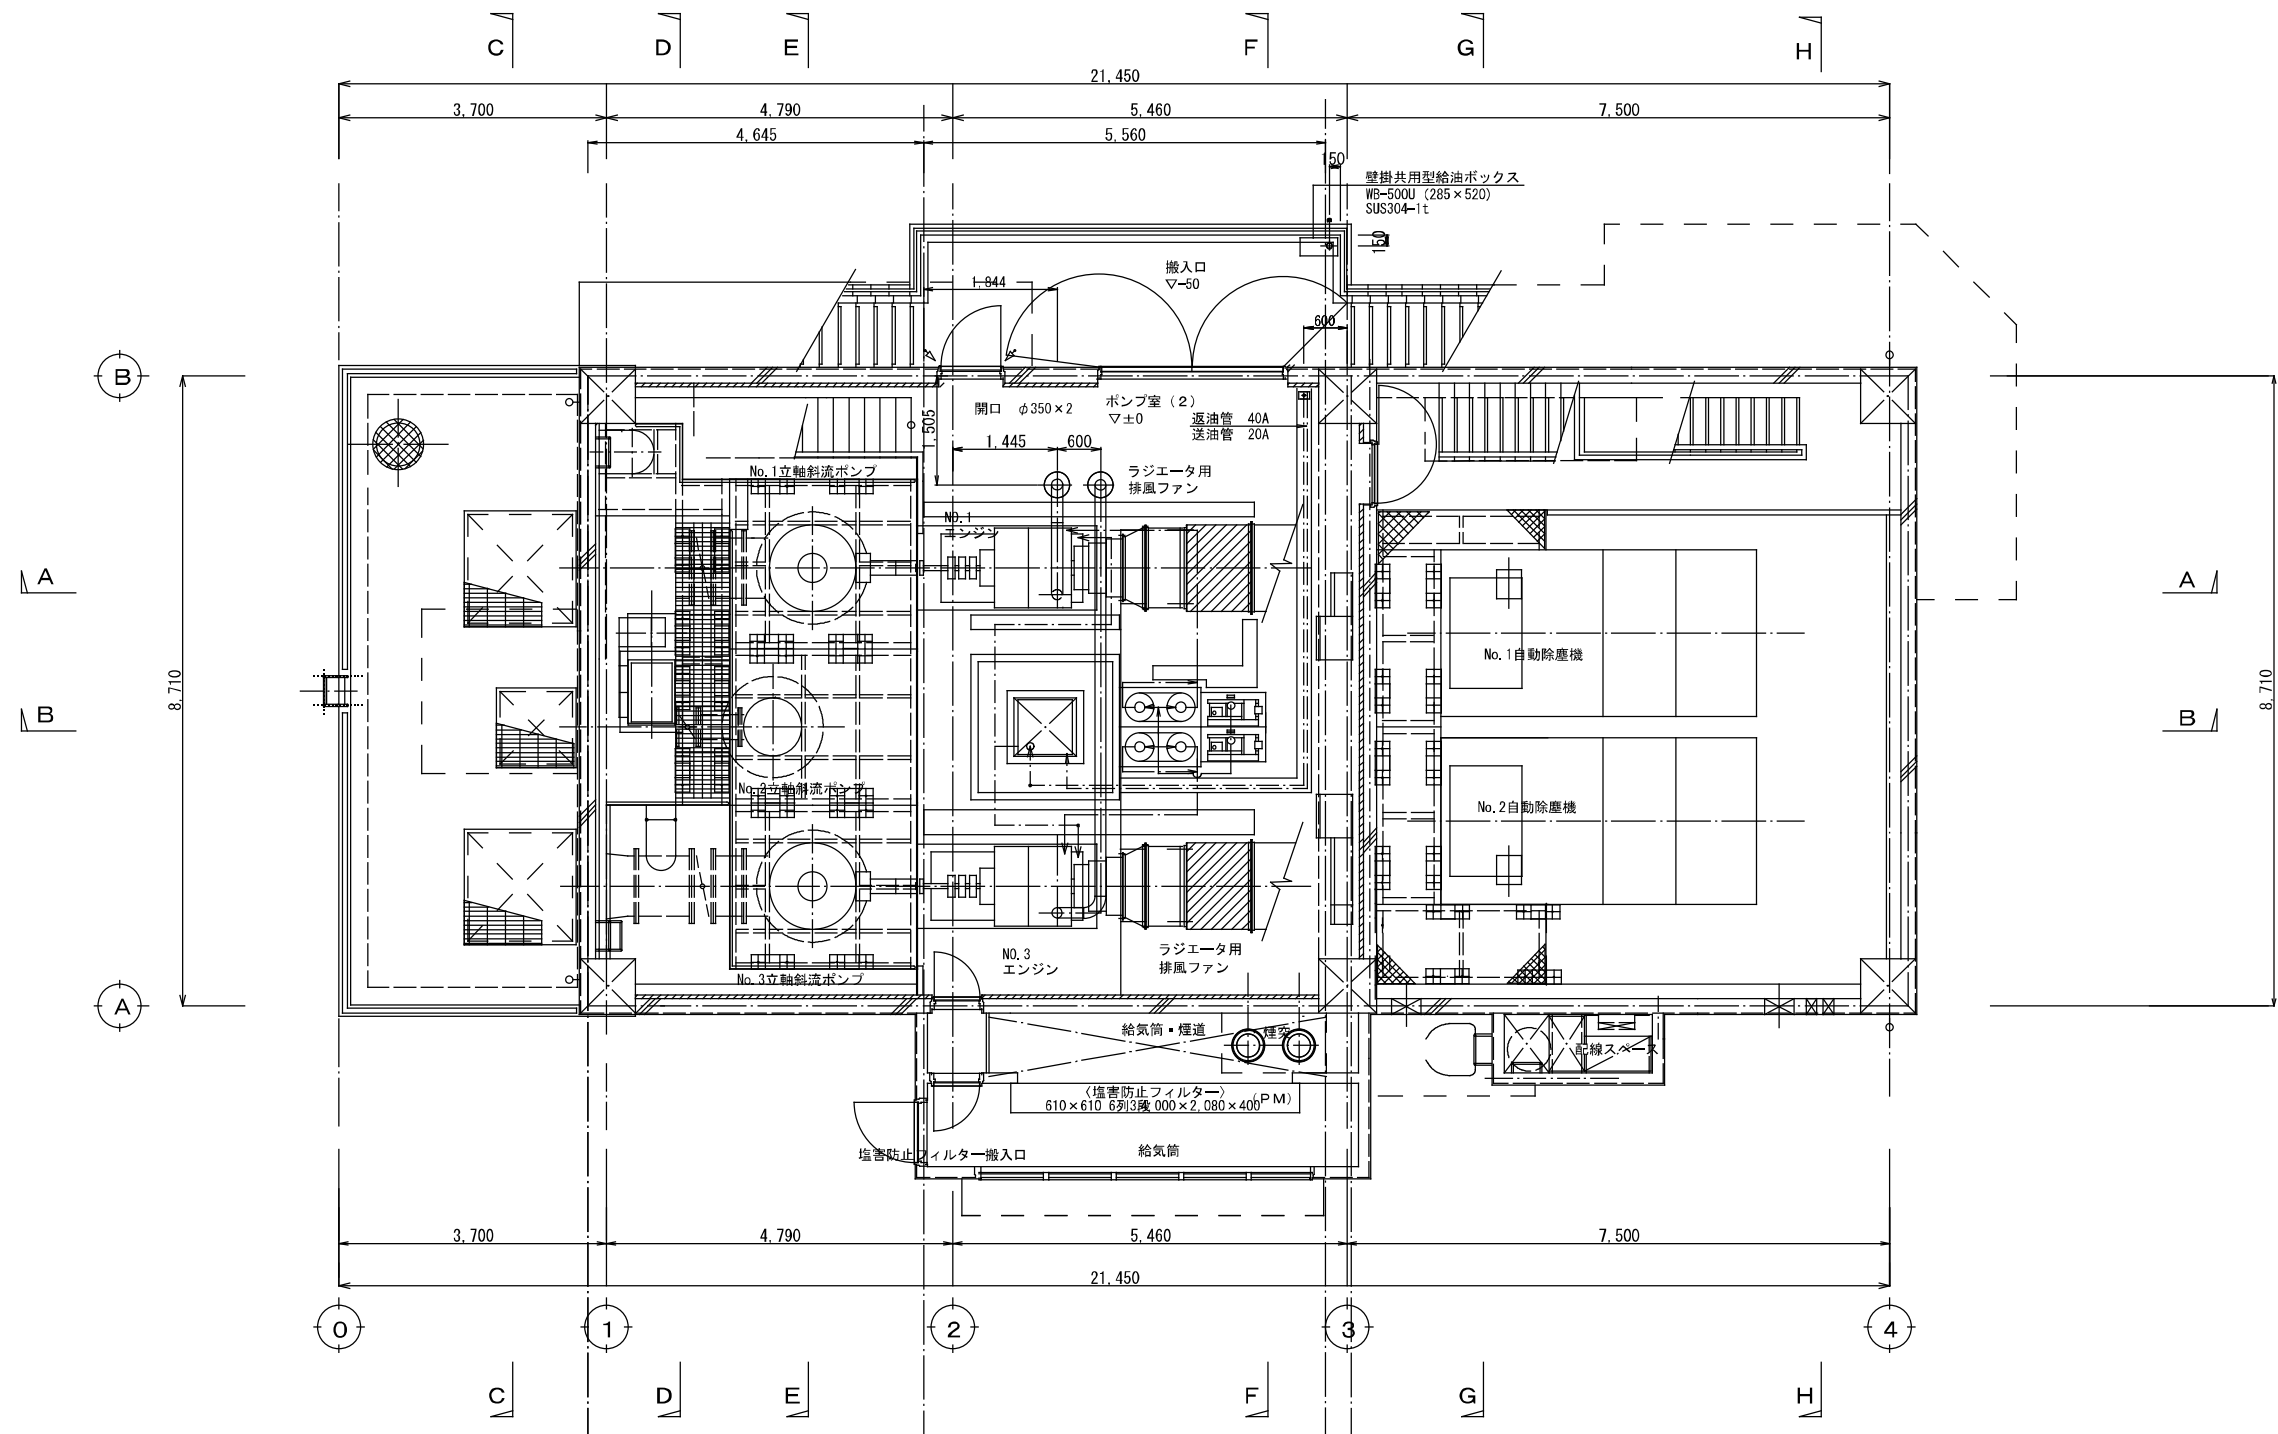 C D E F G H
21,450
3,700 4,790 5,460 7,500
4,645 5,560
150
壁掛共用型給油ボックス
WB-500U (285×520)
SUS304-1t
150
搬入口
▽-50
1,844
600
B
開口 φ350×2
ポンプ室(2)
▽±0
返油管 40A
送油管 20A
1,505
1,445 600
No.1立軸斜流ポンプ
ラジエータ用
排風ファン
NO.1
エンジン
A A
No.1自動除塵機
8,710 8,710
B B
No.2立軸斜流ポンプ
No.2自動除塵機
NO.3
エンジン
ラジエータ用
排風ファン
No.3立軸斜流ポンプ
A
給気筒・煙道
煙突
配線スペース
〈塩害防止フィルター〉
(PM)
塩害防止フィルター搬入口
給気筒
3,700 4,790 5,460 7,500
21,450
0 1 2 3 4
C D E F G H